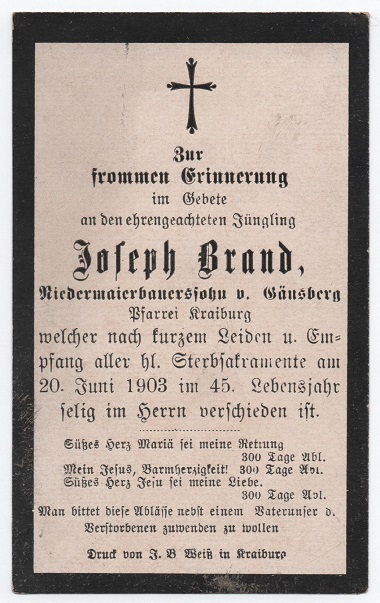 Zur
frommen Erinnerung
im Gebete
an den ehrengeachteten Jüngling
Joseph Brand,
Niedermaierbauerssohn v. Gänsberg
Pfarrei Kraiburg
welcher nach kurzem Leiden u. Em=
pfang aller hl. Sterbsakramente am
20. Juni 1903 im 45. Lebensjahr
selig im Herrn verschieden ist.
Süßes Herz Mariä sei meine Rettung
300 Tage Abl.
Mein Jesus, Barmherzigkeit! 300 Tage Abl.
Süßes Herz Jesu sei meine Liebe.
300 Tage Abl.
Man bittet diese Ablässe nebst einem Vaterunser d.
Verstorbenen zuwenden zu wollen
Druck von J. B Weiß in Kraiburg